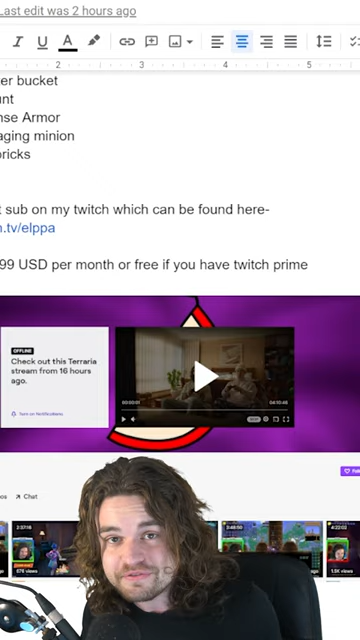 Last edit was 2 hours ago
I U A
2 3 4 5
er bucket
unt
nse Armor
aging minion
bricks
t sub on my twitch which can be found here-
n.tv/elppa
99 USD per month or free if you have twitch prime
OFFLINE
Check out this Terraria
stream from 16 hours
ago.
Turn on Notifications
00:00:01
04:10:46
Chat
2:37:16
3:48:50
4:22:02
676 views
1.5K views